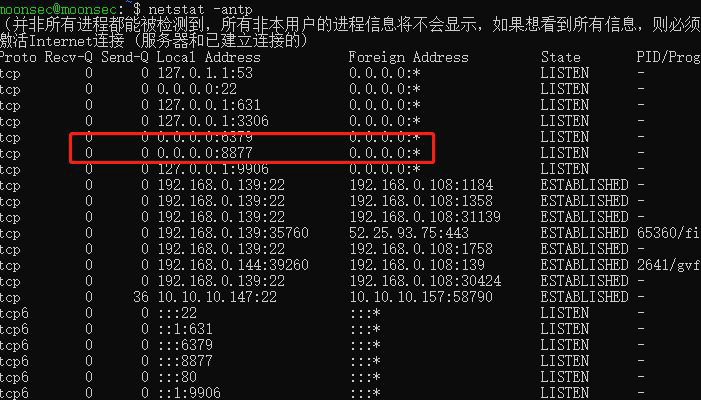 moonsec@moonsec:~$ netstat -antp
（并非所有进程都能被检测到，所有非本用户的进程信息将不会显示，如果想看到所有信息，则必须
激活Internet连接 (服务器和已建立连接的)
Proto Recv-Q Send-Q Local Address Foreign Address State PID/Prog
tcp 0 0 127.0.1.1:53 0.0.0.0:* LISTEN -
tcp 0 0 0.0.0.0:22 0.0.0.0:* LISTEN -
tcp 0 0 127.0.0.1:631 0.0.0.0:* LISTEN -
tcp 0 0 127.0.0.1:3306 0.0.0.0:* LISTEN -
tcp 0 0 0.0.0.0:6379 0.0.0.0:* LISTEN -
tcp 0 0 0.0.0.0:8877 0.0.0.0:* LISTEN -
tcp 0 0 127.0.0.1:9906 0.0.0.0:* LISTEN -
tcp 0 0 192.168.0.139:22 192.168.0.108:1184 ESTABLISHED -
tcp 0 0 192.168.0.139:22 192.168.0.108:1358 ESTABLISHED -
tcp 0 0 192.168.0.139:22 192.168.0.108:31139 ESTABLISHED -
tcp 0 0 192.168.0.139:35760 52.25.93.75:443 ESTABLISHED 65360/fi
tcp 0 0 192.168.0.139:22 192.168.0.108:1758 ESTABLISHED -
tcp 0 0 192.168.0.144:39260 192.168.0.108:139 ESTABLISHED 2641/gvf
tcp 0 0 192.168.0.139:22 192.168.0.108:30424 ESTABLISHED -
tcp 0 36 10.10.10.147:22 10.10.10.157:58790 ESTABLISHED -
tcp6 0 0 :::22 :::* LISTEN -
tcp6 0 0 ::1:631 :::* LISTEN -
tcp6 0 0 :::6379 :::* LISTEN -
tcp6 0 0 :::8877 :::* LISTEN -
tcp6 0 0 :::80 :::* LISTEN -
tcp6 0 0 ::1:9906 :::* LISTEN -